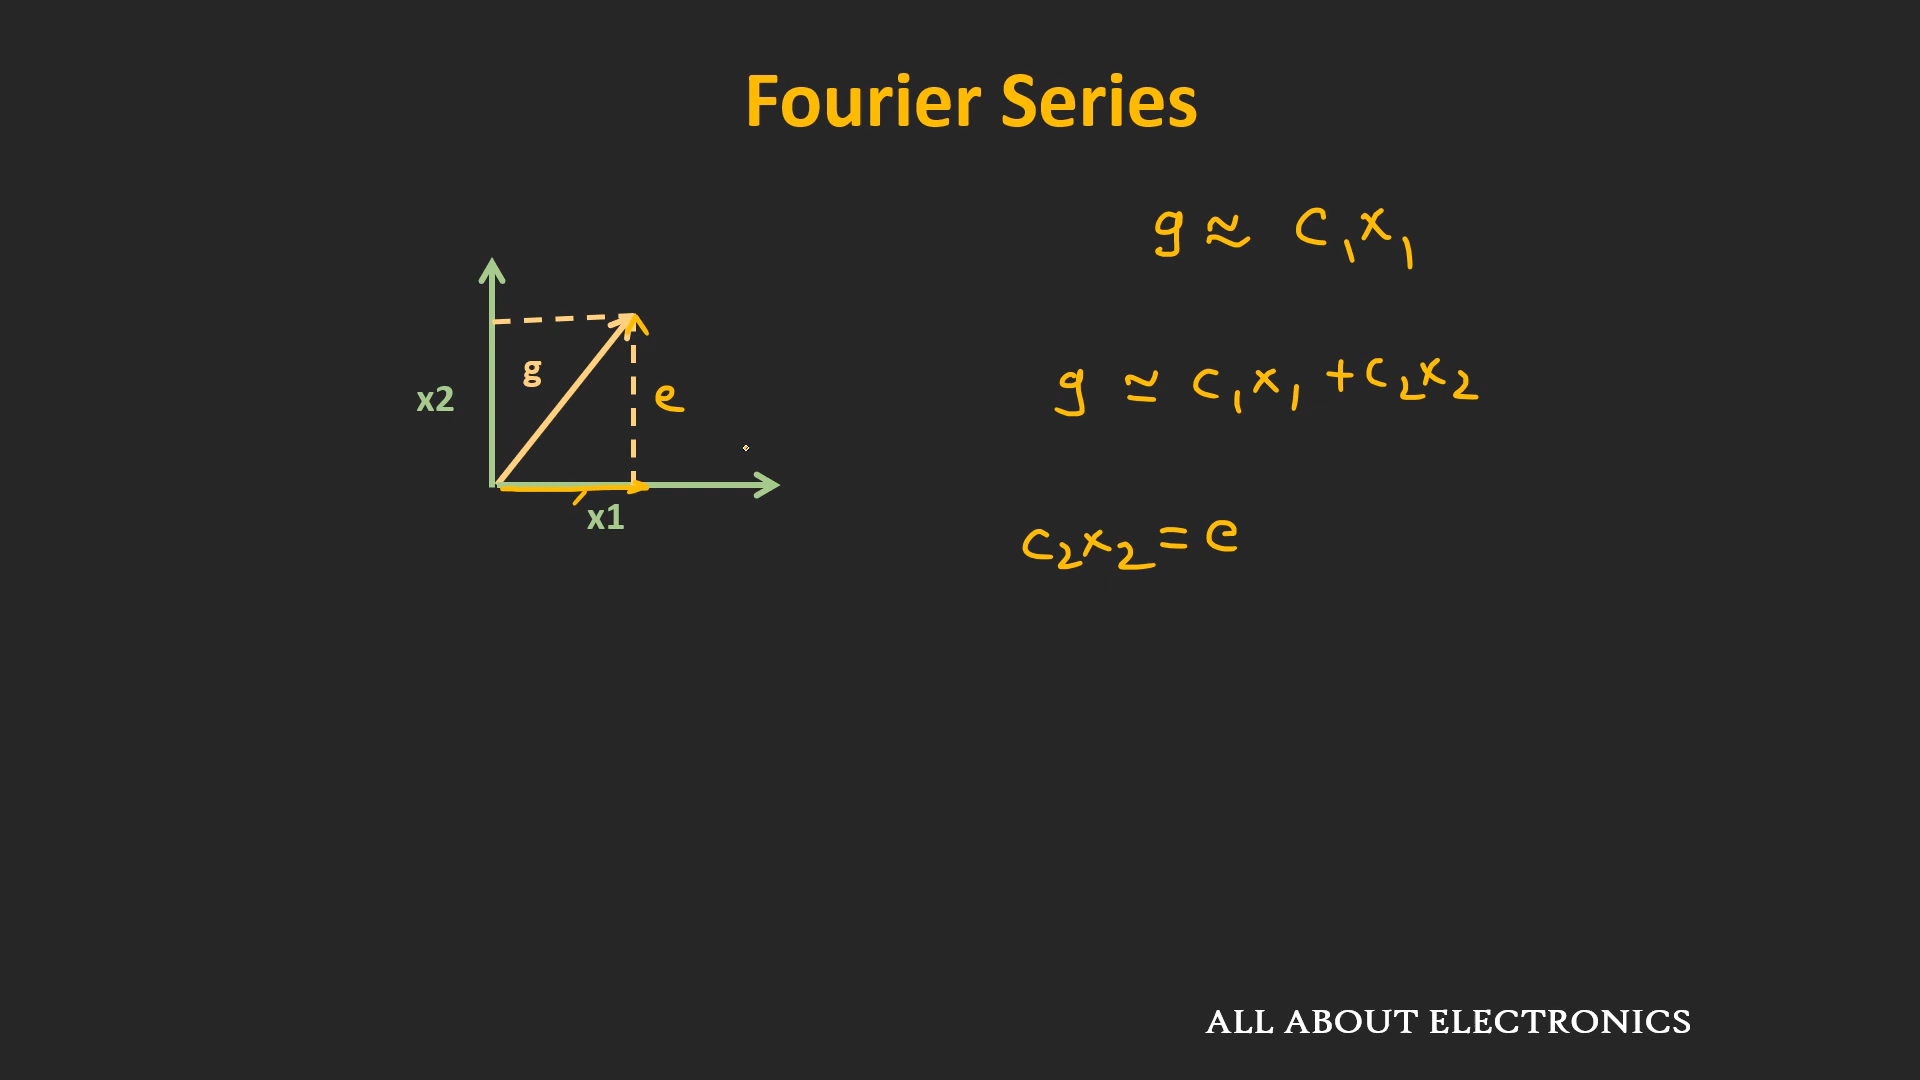 Fourier Series
g ≈ c₁x₁
g ≃ c₁x₁ + c₂x₂
c₂x₂ = e
x2
g
e
x1
ALL ABOUT ELECTRONICS